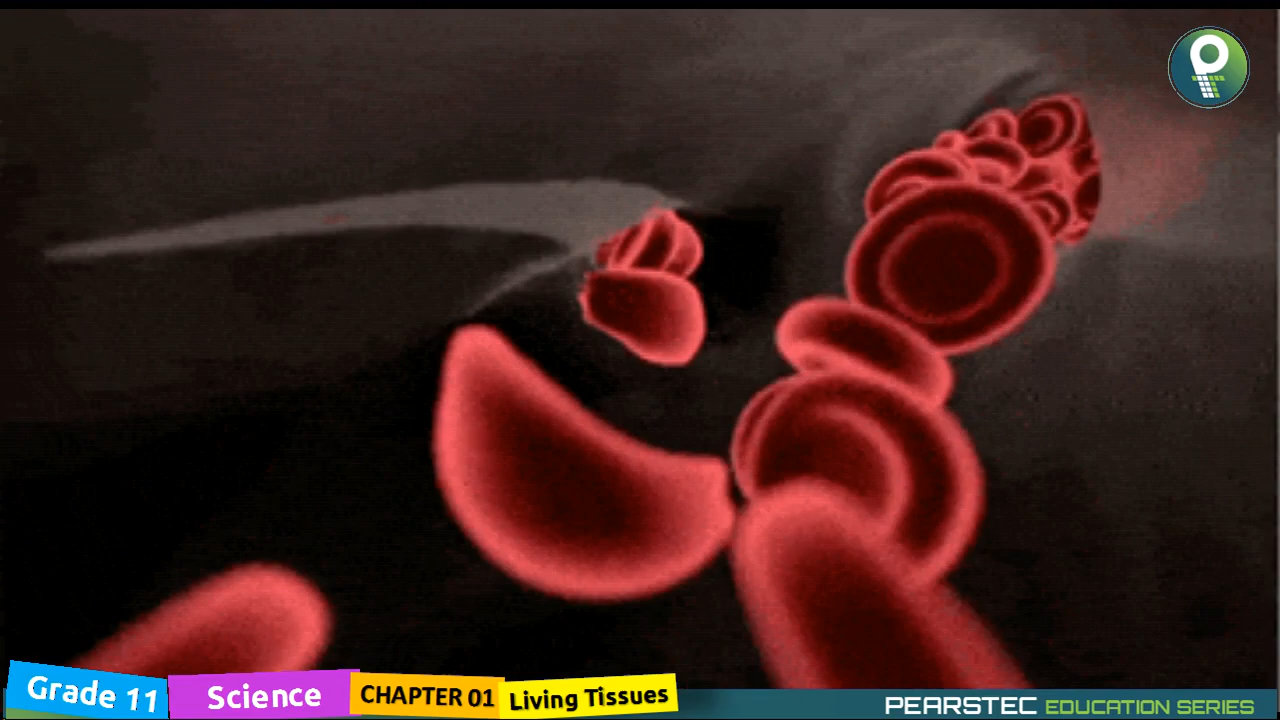 Grade 11
Science
CHAPTER 01
Living Tissues
PEARSTEC EDUCATION SERIES